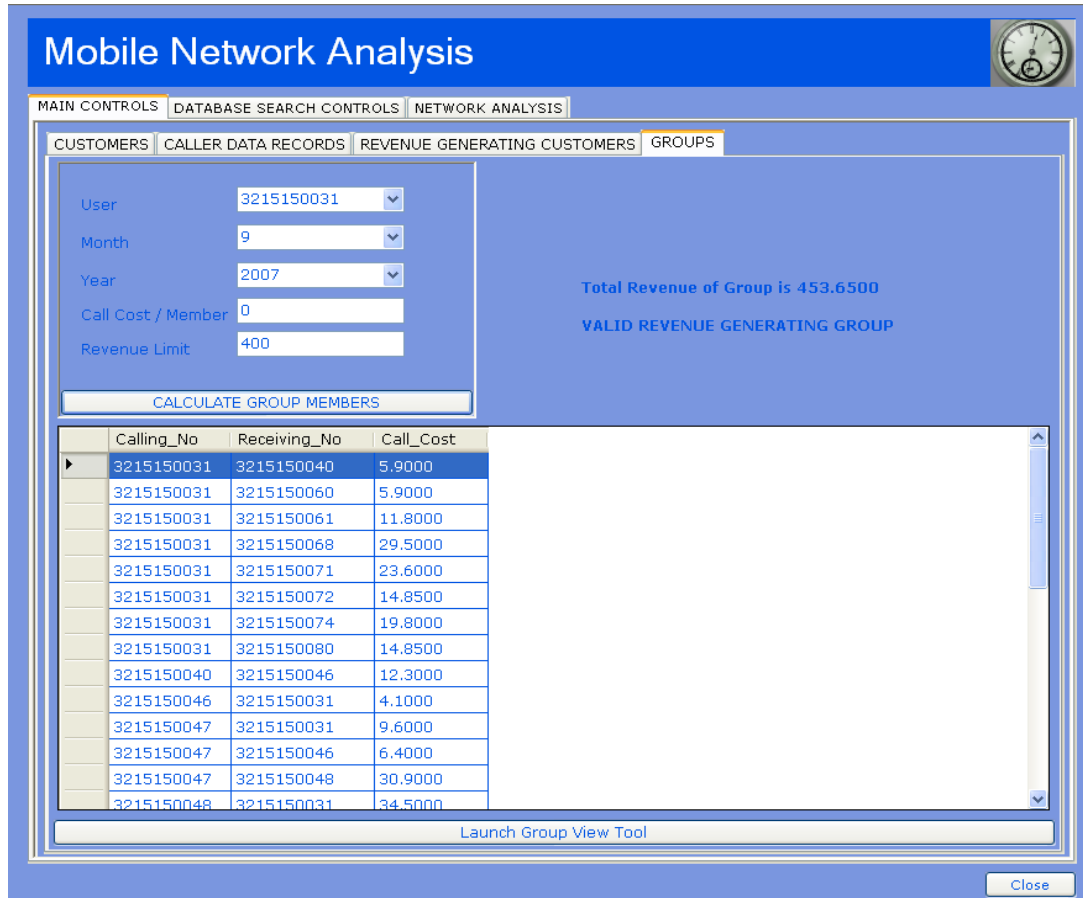 Mobile Network Analysis
MAIN CONTROLS DATABASE SEARCH CONTROLS NETWORK ANALYSIS
CUSTOMERS CALLER DATA RECORDS REVENUE GENERATING CUSTOMERS GROUPS
User 3215150031
Month 9
Year 2007
Call Cost / Member 0
Revenue Limit 400
CALCULATE GROUP MEMBERS
Total Revenue of Group is 453.6500
VALID REVENUE GENERATING GROUP
Calling_No Receiving_No Call_Cost
3215150031 3215150040 5.9000
3215150031 3215150060 5.9000
3215150031 3215150061 11.8000
3215150031 3215150068 29.5000
3215150031 3215150071 23.6000
3215150031 3215150072 14.8500
3215150031 3215150074 19.8000
3215150031 3215150080 14.8500
3215150040 3215150046 12.3000
3215150046 3215150031 4.1000
3215150047 3215150031 9.6000
3215150047 3215150046 6.4000
3215150047 3215150048 30.9000
3215150048 3215150031 34.5000
Launch Group View Tool
Close